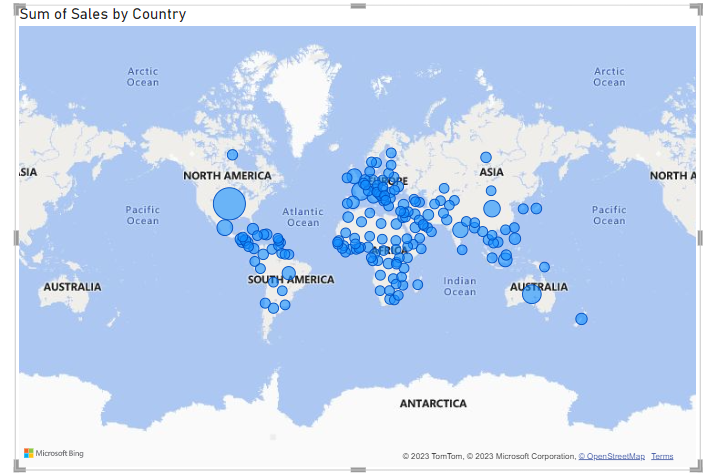 Sum of Sales by Country
Arctic
Ocean
Arctic
Ocean
ASIA
NORTH AMERICA
EUROPE
ASIA
NORTH A
Pacific
Ocean
Atlantic
Ocean
Pacific
Ocean
AFRICA
SOUTH AMERICA
Indian
Ocean
AUSTRALIA
AUSTRALIA
ANTARCTICA
Microsoft Bing
© 2023 TomTom, © 2023 Microsoft Corporation, © OpenStreetMap Terms